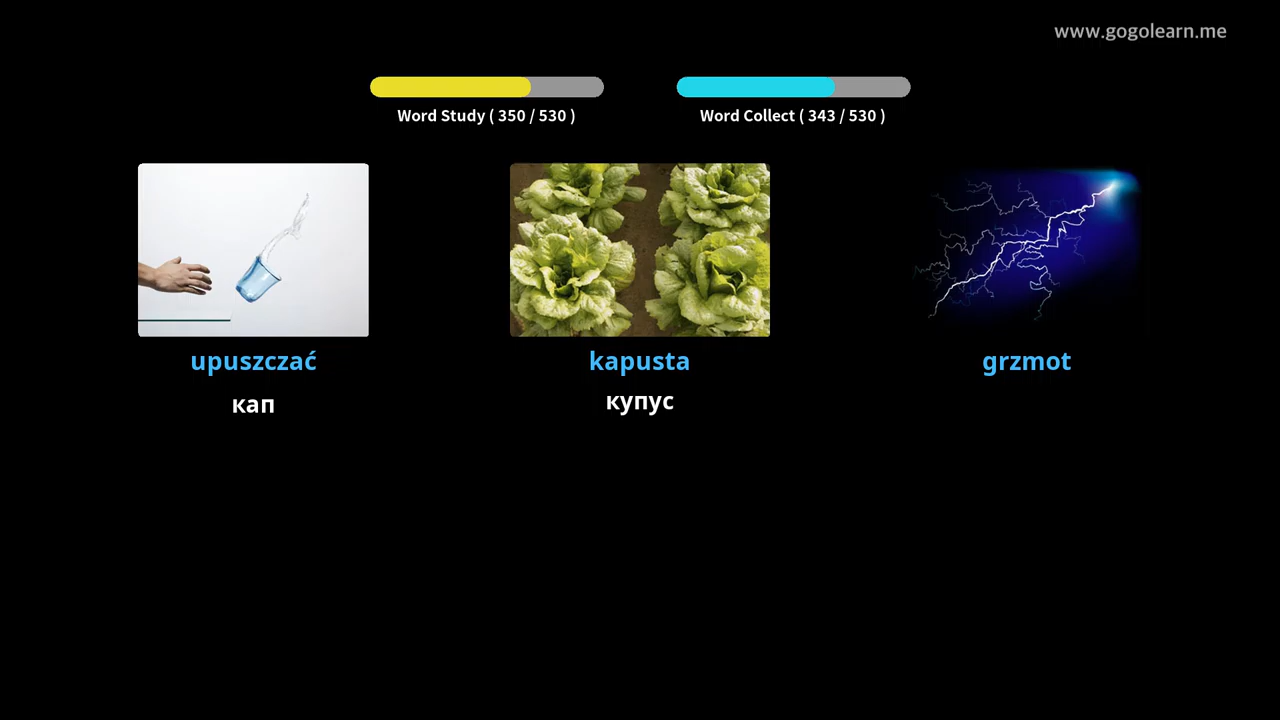 www.gogolearn.me
Word Study ( 350 / 530 )
Word Collect ( 343 / 530 )
upuszczać
kapusta
grzmot
кап
купус